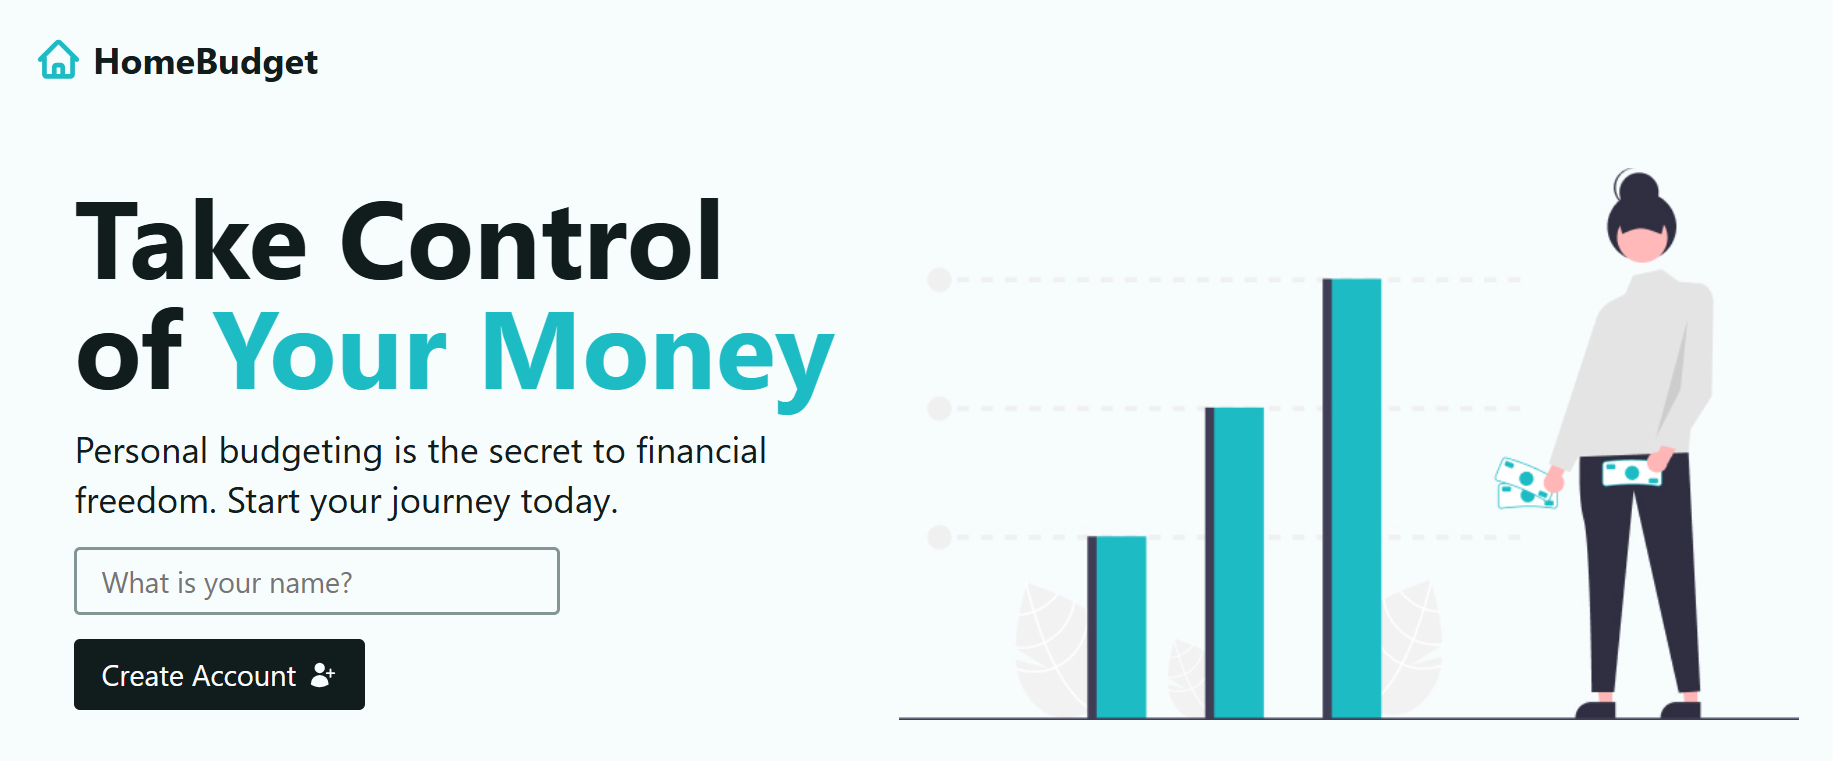 HomeBudget
Take Control
of Your Money
Personal budgeting is the secret to financial
freedom. Start your journey today.
What is your name?
Create Account